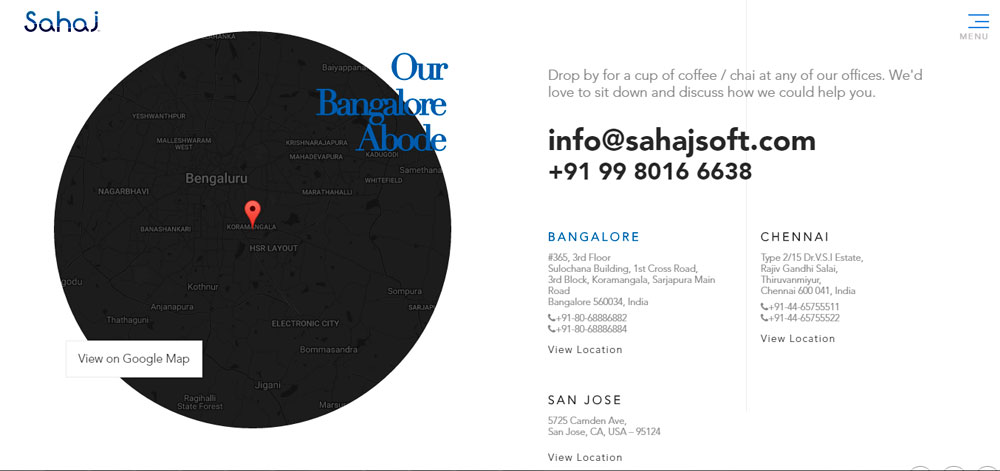 Sahaj
MENU
Our
Bangalore
Abode
Baiyappana
YESHWANTHPUR
MALLESHWARAM
WEST
KRISHNARAJAPURA
MAHADEVAPURA
KADUGODI
Samethana
Bengaluru
WHITEFIELD
NAGARBHAVI
MARATHAHALLI
BANASHANKARI
KORAMANGALA
HSR LAYOUT
godu
Kothnur
Sompura
Anjanapura
SARJAP
Thathaguni
ELECTRONIC CITY
Bommasandra
View on Google Map
Jigani
Ragihalli
State Forest
Marsu
Drop by for a cup of coffee / chai at any of our offices. We'd
love to sit down and discuss how we could help you.
info@sahajsoft.com
+91 99 8016 6638
BANGALORE
#365, 3rd Floor
Sulochana Building, 1st Cross Road,
3rd Block, Koramangala, Sarjapura Main
Road
Bangalore 560034, India
+91-80-68886882
+91-80-68886884
View Location
CHENNAI
Type 2/15 Dr.V.S.I Estate,
Rajiv Gandhi Salai,
Thiruvanmiyur,
Chennai 600 041, India
+91-44-65755511
+91-44-65755522
View Location
SAN JOSE
5725 Camden Ave,
San Jose, CA, USA – 95124
View Location